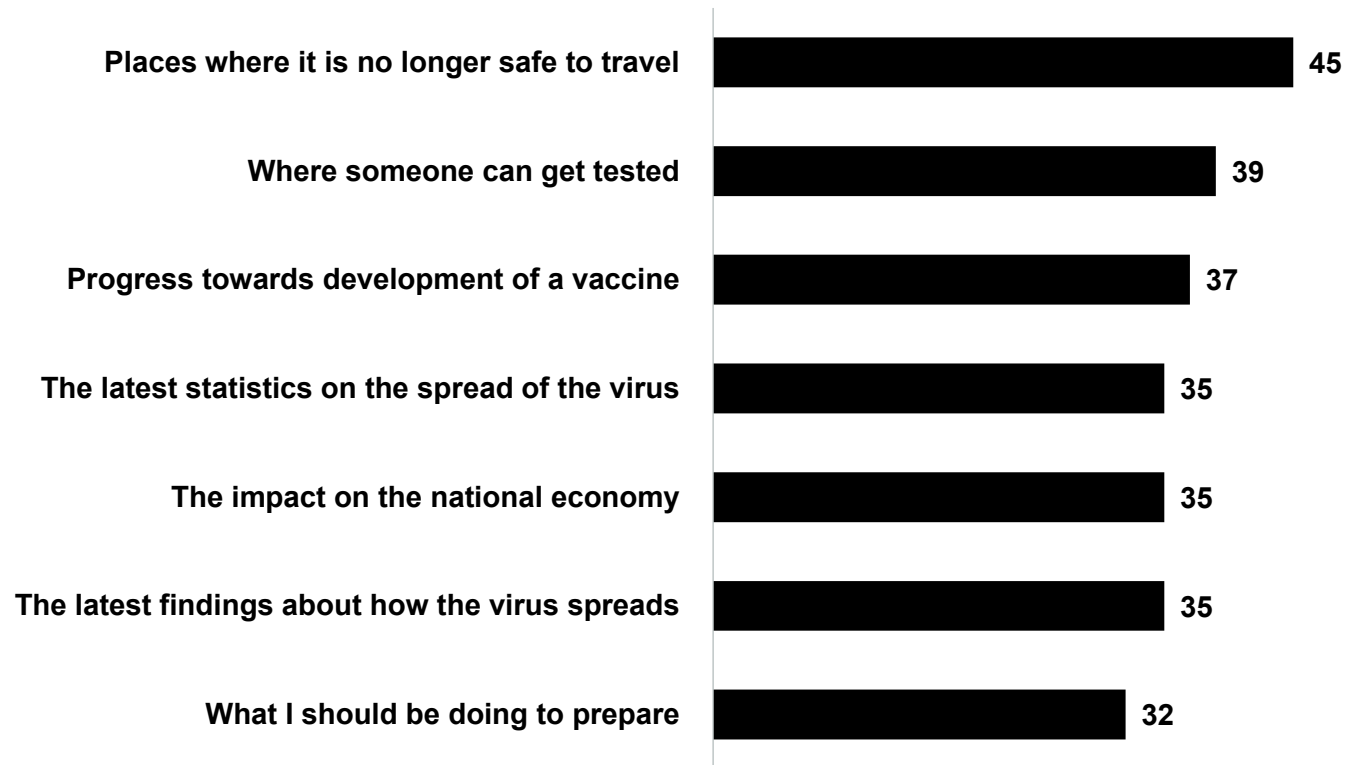 Places where it is no longer safe to travel 45
Where someone can get tested 39
Progress towards development of a vaccine 37
The latest statistics on the spread of the virus 35
The impact on the national economy 35
The latest findings about how the virus spreads 35
What I should be doing to prepare 32